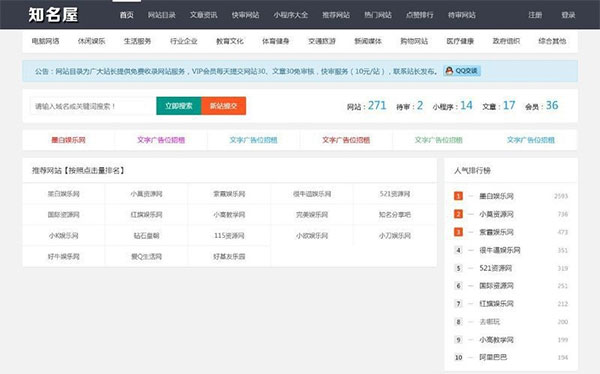 知名屋 首页 网站目录 文章资讯 快审网站 小程序大全 推荐网站 热门网站 点赞排行 待审网站 注册 登录
电脑网络 休闲娱乐 生活服务 行业企业 教育文化 体育健身 交通旅游 新闻媒体 购物网站 医疗健康 政府组织 综合其他
公告：网站目录为广大站长提供免费收录网站服务，VIP会员每天提交网站30、文章30免审核，快审服务（10元/站），联系站长发布。 QQ交谈
请输入域名或关键词搜索！ 立即搜索 新站提交 网站：271 待审：2 小程序：14 文章：17 会员：36
墨白娱乐网 文字广告位招租 文字广告位招租 文字广告位招租 文字广告位招租 文字广告位招租
推荐网站【按照点击量排名】
墨白娱乐网 小莫资源网 紫霜娱乐网 很牛逼娱乐网 521资源网
国际资源网 红旗娱乐网 小高教学网 完美娱乐网 知名分享吧
小K娱乐网 钻石皇朝 115资源网 小欲娱乐网 小刀娱乐网
好牛娱乐网 爱Q生活网 好基友乐园
人气排行榜
1 墨白娱乐网 2593
2 小莫资源网 736
3 紫霜娱乐网 473
4 很牛逼娱乐网 351
5 521资源网 319
6 国际资源网 251
7 红旗娱乐网 212
8 去哪玩 200
9 小高教学网 199
10 阿里巴巴 194